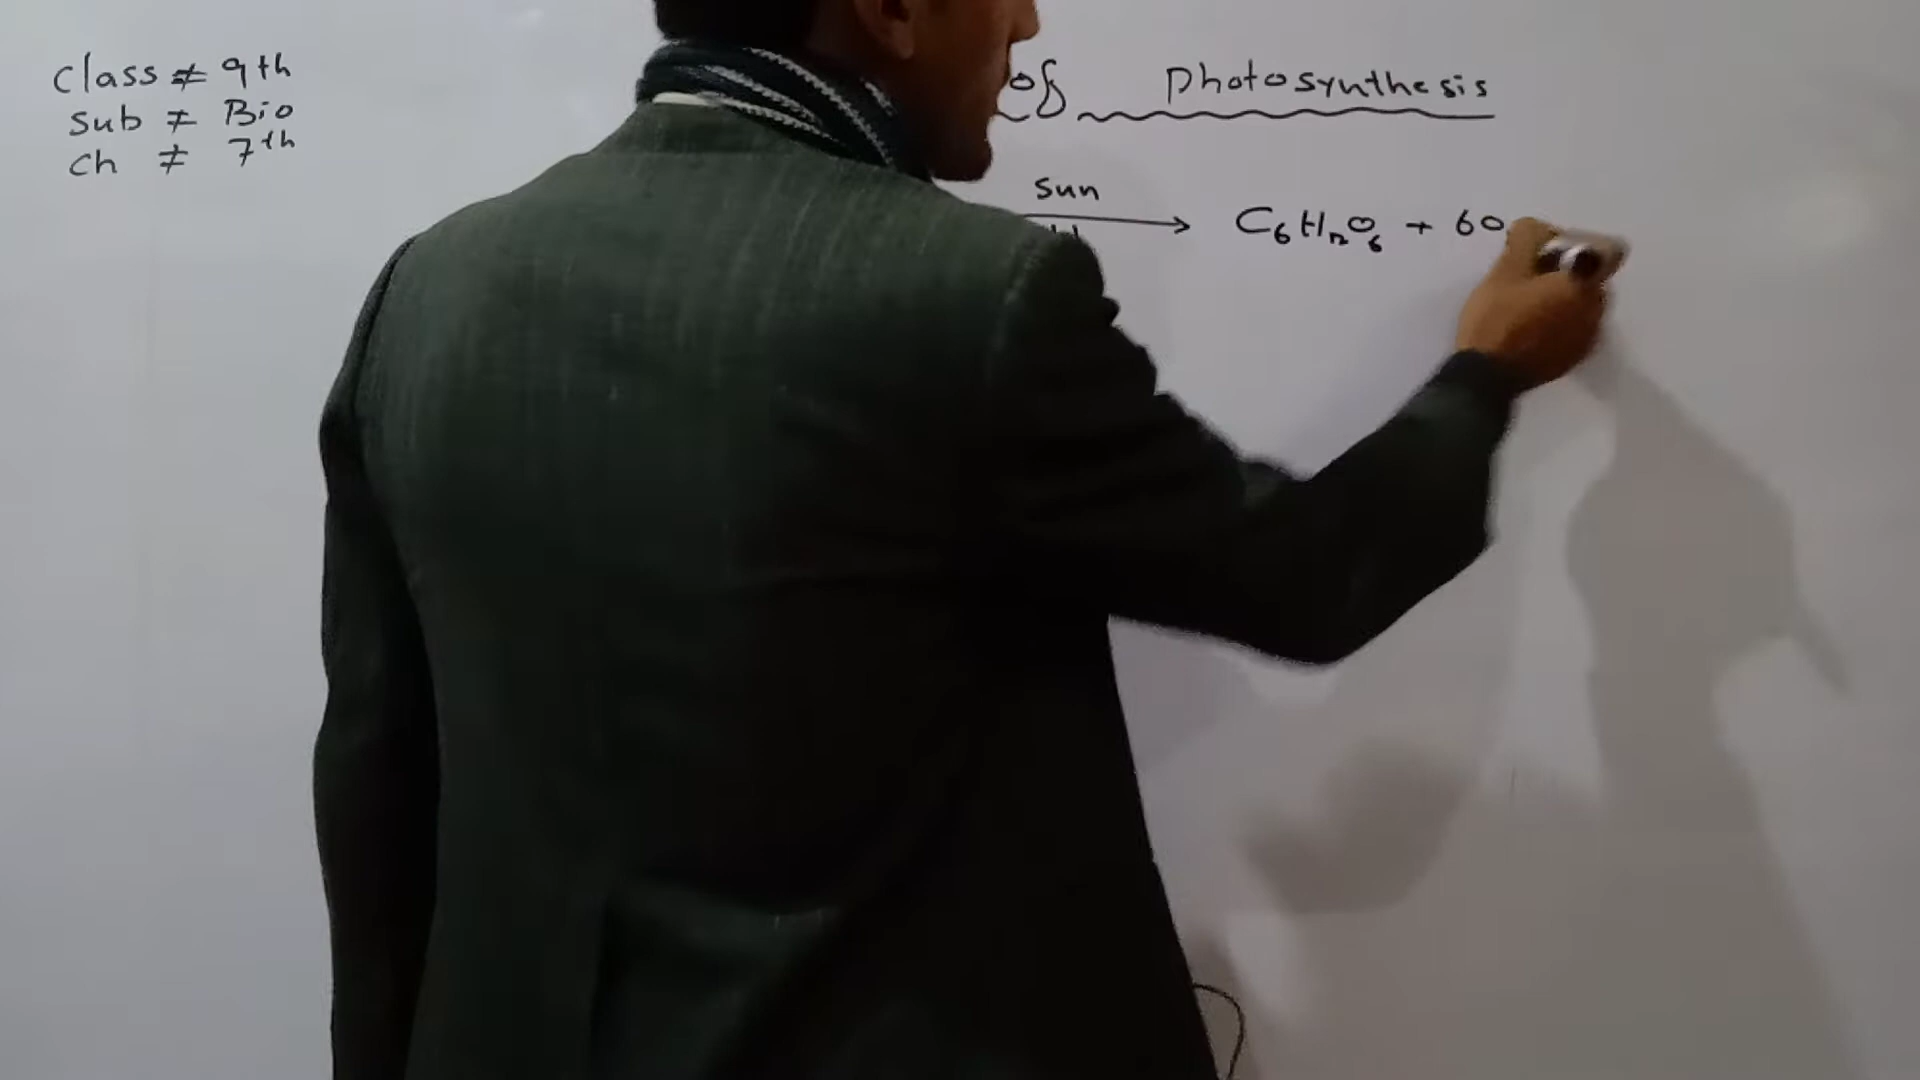 Class ≠ 9th
Sub ≠ Bio
Ch ≠ 7th
of Photosynthesis
Sun
→ C₆H₁₂O₆ + 6O